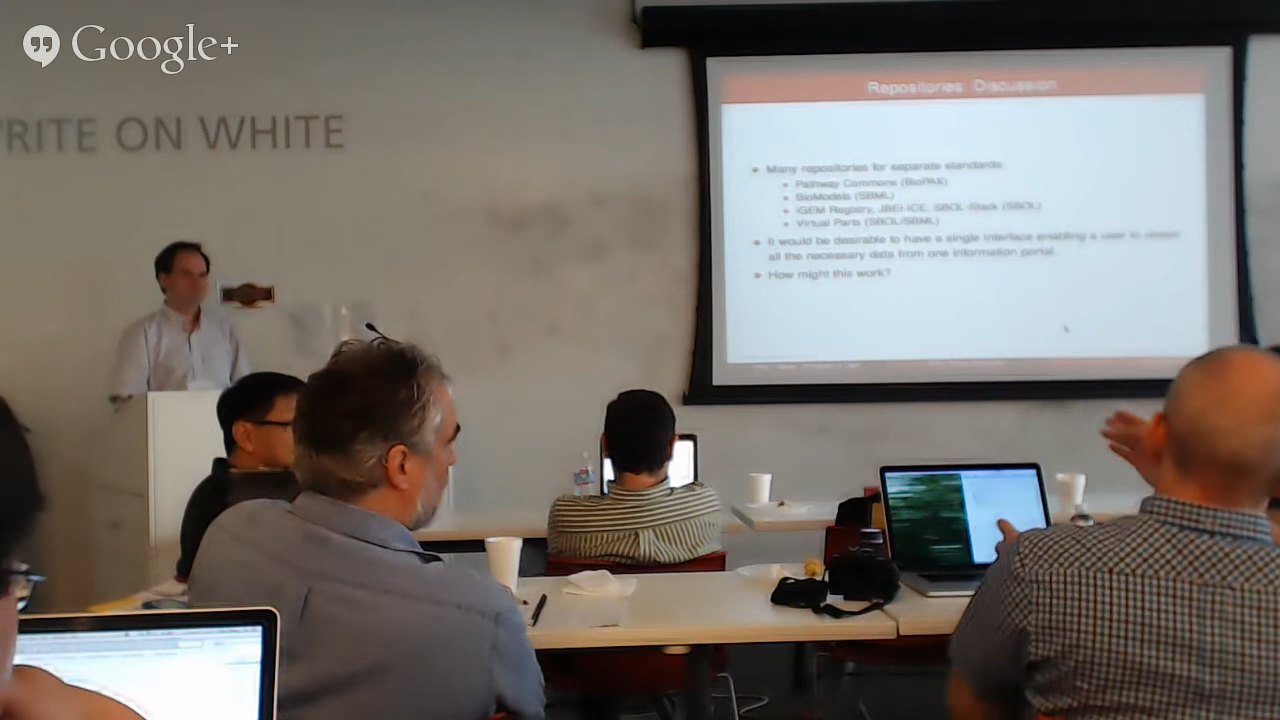 Google+
RITE ON WHITE
Repositories: Discussion
Many repositories for separate standards:
Pathway Commons (BioPAX)
BioModels (SBML)
iGEM Registry, JBEI-ICE, SBOL-Stack (SBOL)
Virtual Parts (SBOL/SBML)
It would be desirable to have a single interface enabling a user to obtain
all the necessary data from one information portal.
How might this work?